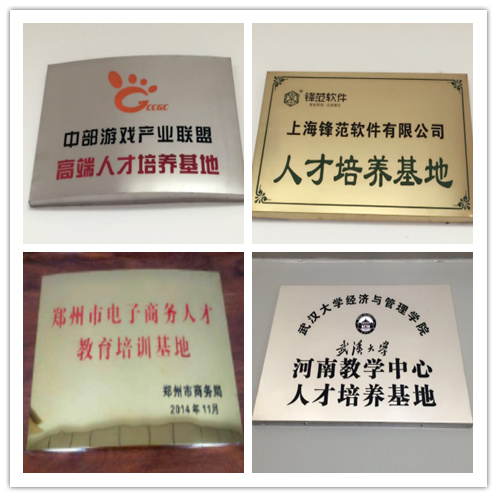 CCGC
中部游戏产业联盟
高端人才培养基地
锋范软件
上海锋范软件有限公司
人才培养基地
郑州市电子商务人才
教育培训基地
郑州市商务局
2014年11月
武汉大学经济与管理学院
武汉大学
河南教学中心
人才培养基地